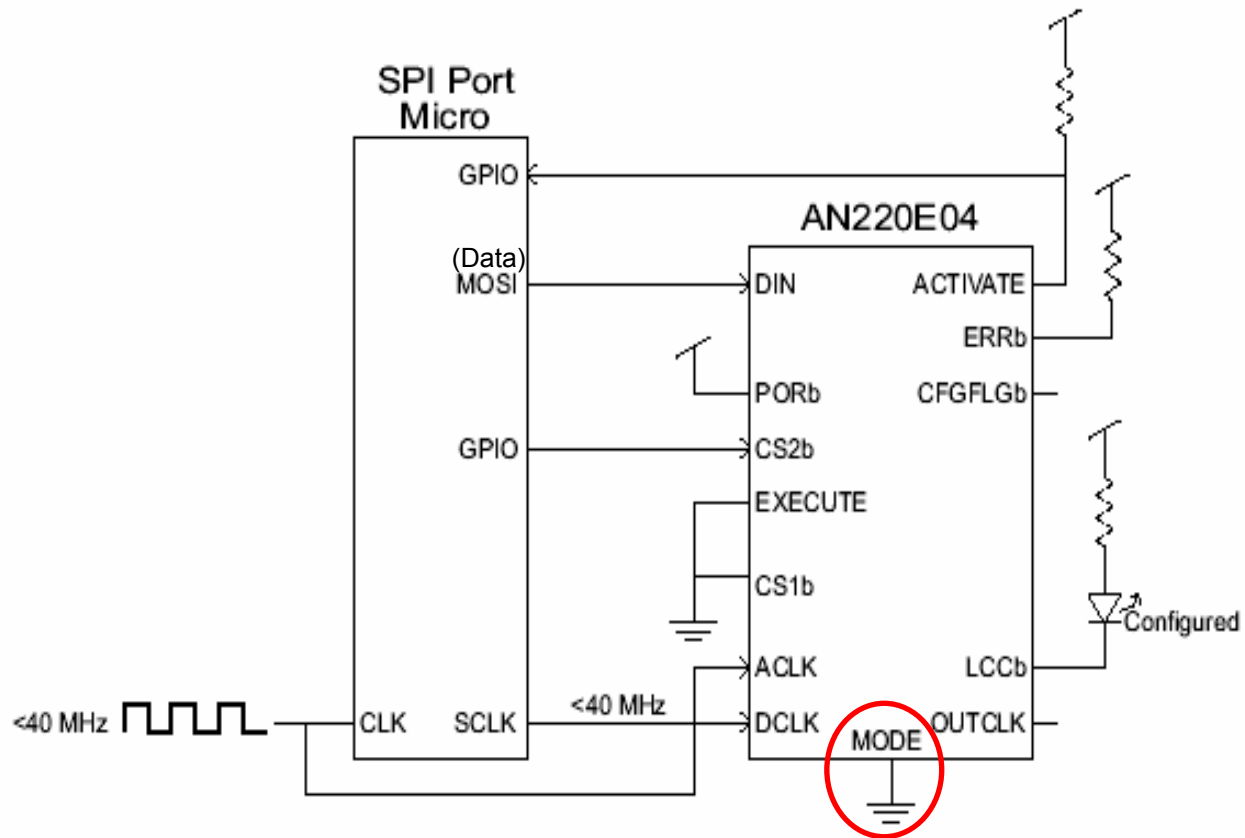 SPI Port
Micro
GPIO
(Data)
MOSI
GPIO
<40 MHz
CLK
SCLK
<40 MHz
AN220E04
DIN
ACTIVATE
ERRb
PORb
CFGFLGb
CS2b
EXECUTE
CS1b
Configured
ACLK
LCCb
DCLK
OUTCLK
MODE